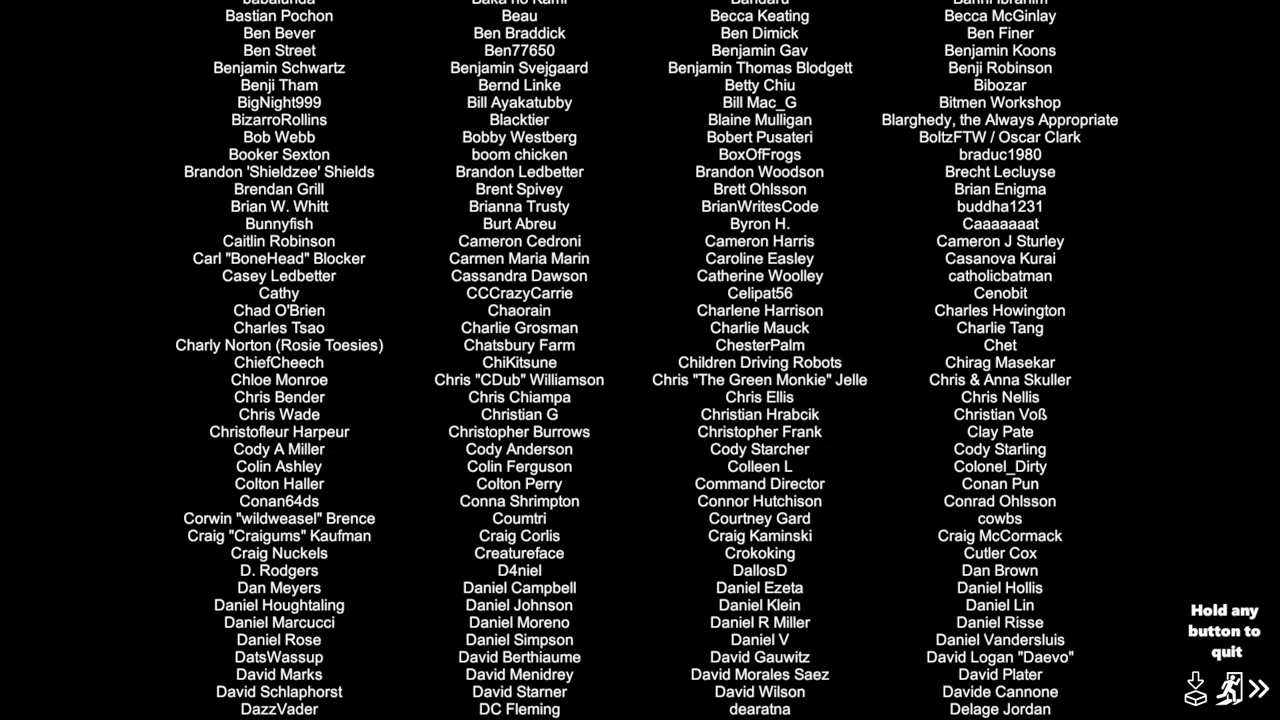 Bastian Pochon Beau Becca Keating Becca McGinlay
Ben Bever Ben Braddick Ben Dimick Ben Finer
Ben Street Ben77650 Benjamin Gav Benjamin Koons
Benjamin Schwartz Benjamin Svejgaard Benjamin Thomas Blodgett Benji Robinson
Benji Tham Bernd Linke Betty Chiu Bibozar
BigNight999 Bill Ayakatubby Bill Mac_G Bitmen Workshop
BizarroRollins Blacktier Blaine Mulligan Blarghedy, the Always Appropriate
Bob Webb Bobby Westberg Bobert Pusateri BoltzFTW / Oscar Clark
Booker Sexton boom chicken BoxOfFrogs braduc1980
Brandon 'Shieldzee' Shields Brandon Ledbetter Brandon Woodson Brecht Lecluyse
Brendan Grill Brent Spivey Brett Ohlsson Brian Enigma
Brian W. Whitt Brianna Trusty BrianWritesCode buddha1231
Bunnyfish Burt Abreu Byron H. Caaaaaaat
Caitlin Robinson Cameron Cedroni Cameron Harris Cameron J Sturley
Carl "BoneHead" Blocker Carmen Maria Marin Caroline Easley Casanova Kurai
Casey Ledbetter Cassandra Dawson Catherine Woolley catholicbatman
Cathy CCCrazyCarrie Celipat56 Cenobit
Chad O'Brien Chaorain Charlene Harrison Charles Howington
Charles Tsao Charlie Grosman Charlie Mauck Charlie Tang
Charly Norton (Rosie Toesies) Chatsbury Farm ChesterPalm Chet
ChiefCheech ChiKitsune Children Driving Robots Chirag Masekar
Chloe Monroe Chris "CDub" Williamson Chris "The Green Monkie" Jelle Chris & Anna Skuller
Chris Bender Chris Chiampa Chris Ellis Chris Nellis
Chris Wade Christian G Christian Hrabcik Christian Voß
Christofleur Harpeur Christopher Burrows Christopher Frank Clay Pate
Cody A Miller Cody Anderson Cody Starcher Cody Starling
Colin Ashley Colin Ferguson Colleen L Colonel_Dirty
Colton Haller Colton Perry Command Director Conan Pun
Conan64ds Conna Shrimpton Connor Hutchison Conrad Ohlsson
Corwin "wildweasel" Brence Coumtri Courtney Gard cowbs
Craig "Craigums" Kaufman Craig Corlis Craig Kaminski Craig McCormack
Craig Nuckels Creatureface Crokoking Cutler Cox
D. Rodgers D4niel DallosD Dan Brown
Dan Meyers Daniel Campbell Daniel Ezeta Daniel Hollis
Daniel Houghtaling Daniel Johnson Daniel Klein Daniel Lin
Daniel Marcucci Daniel Moreno Daniel R Miller Daniel Risse
Daniel Rose Daniel Simpson Daniel V Daniel Vandersluis
DatsWassup David Berthiaume David Gauwitz David Logan "Daevo"
David Marks David Menidrey David Morales Saez David Plater
David Schlaphorst David Starner David Wilson Davide Cannone
DazzVader DC Fleming dearatna Delage Jordan
Hold any
button to
quit